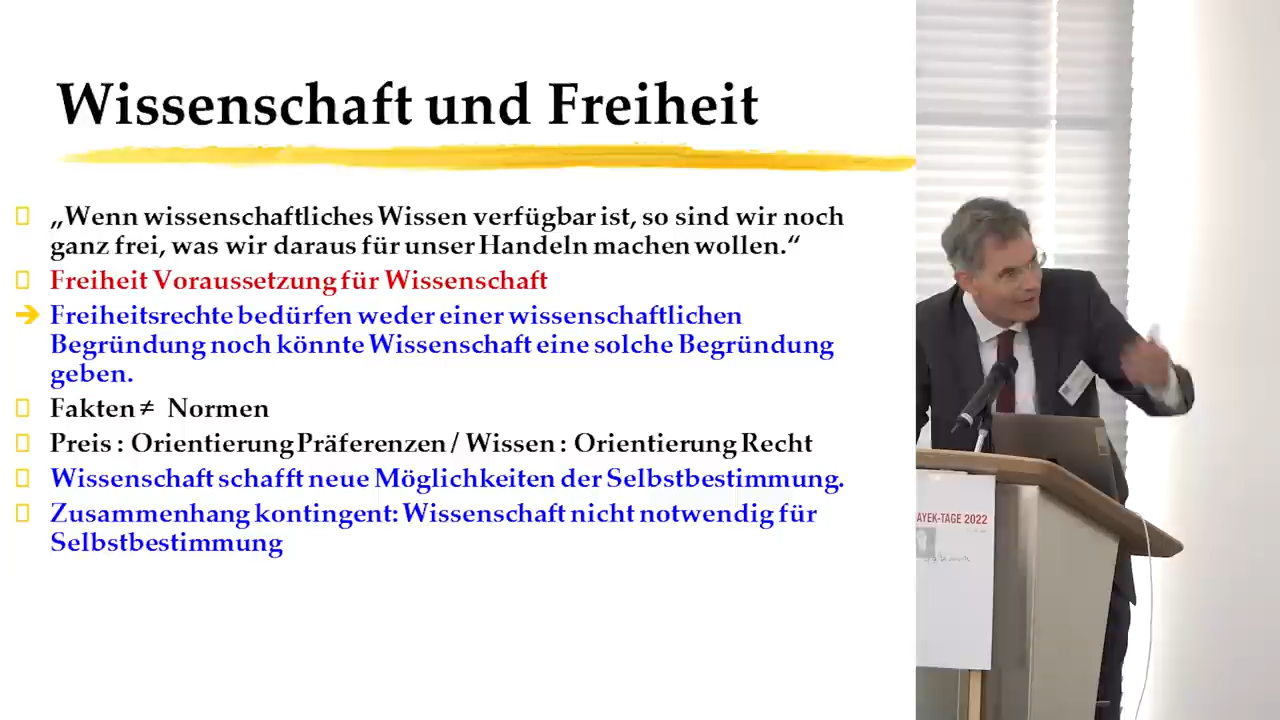 Wissenschaft und Freiheit
„Wenn wissenschaftliches Wissen verfügbar ist, so sind wir noch
ganz frei, was wir daraus für unser Handeln machen wollen.“
Freiheit Voraussetzung für Wissenschaft
Freiheitsrechte bedürfen weder einer wissenschaftlichen
Begründung noch könnte Wissenschaft eine solche Begründung
geben.
Fakten ≠ Normen
Preis : Orientierung Präferenzen / Wissen : Orientierung Recht
Wissenschaft schafft neue Möglichkeiten der Selbstbestimmung.
Zusammenhang kontingent: Wissenschaft nicht notwendig für
Selbstbestimmung
AYEK-TAGE 2022